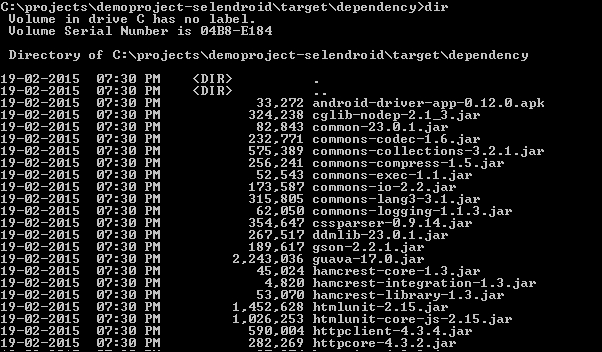 C:\projects\demoproject-selendroid\target\dependency>dir
Volume in drive C has no label.
Volume Serial Number is 04B8-E184
Directory of C:\projects\demoproject-selendroid\target\dependency
19-02-2015 07:30 PM <DIR> .
19-02-2015 07:30 PM <DIR> ..
19-02-2015 07:30 PM 33,272 android-driver-app-0.12.0.apk
19-02-2015 07:30 PM 324,238 cglib-nodep-2.1_3.jar
19-02-2015 07:30 PM 82,843 common-23.0.1.jar
19-02-2015 07:30 PM 232,771 commons-codec-1.6.jar
19-02-2015 07:30 PM 575,389 commons-collections-3.2.1.jar
19-02-2015 07:30 PM 256,241 commons-compress-1.5.jar
19-02-2015 07:30 PM 52,543 commons-exec-1.1.jar
19-02-2015 07:30 PM 173,587 commons-io-2.2.jar
19-02-2015 07:30 PM 315,805 commons-lang3-3.1.jar
19-02-2015 07:30 PM 62,050 commons-logging-1.1.3.jar
19-02-2015 07:30 PM 354,647 cssparser-0.9.14.jar
19-02-2015 07:30 PM 267,517 ddmlib-23.0.1.jar
19-02-2015 07:30 PM 189,617 gson-2.2.1.jar
19-02-2015 07:30 PM 2,243,036 guava-17.0.jar
19-02-2015 07:30 PM 45,024 hamcrest-core-1.3.jar
19-02-2015 07:30 PM 4,820 hamcrest-integration-1.3.jar
19-02-2015 07:30 PM 53,070 hamcrest-library-1.3.jar
19-02-2015 07:30 PM 1,452,628 htmlunit-2.15.jar
19-02-2015 07:30 PM 1,026,253 htmlunit-core-js-2.15.jar
19-02-2015 07:30 PM 590,004 httpclient-4.3.4.jar
19-02-2015 07:30 PM 282,269 httpcore-4.3.2.jar